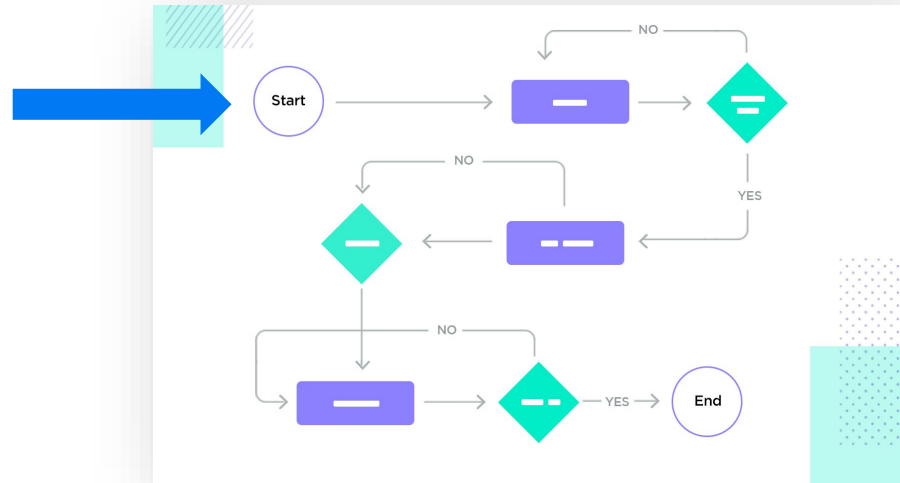 NO
Start
YES
NO
NO
YES
End